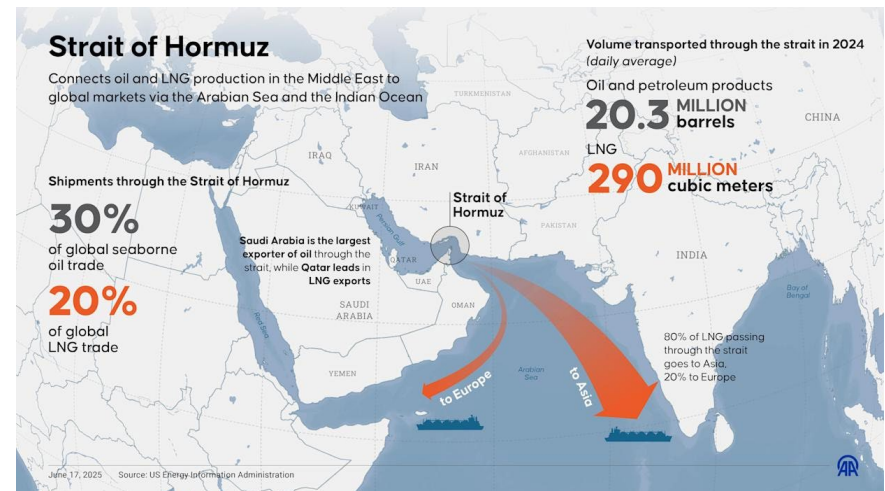 Strait of Hormuz
Connects oil and LNG production in the Middle East to
global markets via the Arabian Sea and the Indian Ocean
Volume transported through the strait in 2024
(daily average)
Oil and petroleum products
20.3 MILLION
barrels
LNG
290 MILLION
cubic meters
Shipments through the Strait of Hormuz
30%
of global seaborne
oil trade
20%
of global
LNG trade
Saudi Arabia is the largest
exporter of oil through the
strait, while Qatar leads in
LNG exports
Strait of
Hormuz
TURKMENISTAN
CHINA
IRAQ
IRAN
AFGHANISTAN
KUWAIT
Persian Gulf
PAKISTAN
QATAR
UAE
INDIA
SAUDI
ARABIA
OMAN
Bay of
Bengal
Red Sea
YEMEN
Arabian
Sea
to Europe
to Asia
80% of LNG passing
through the strait
goes to Asia,
20% to Europe
June 17, 2025 Source: US Energy Information Administration
AA